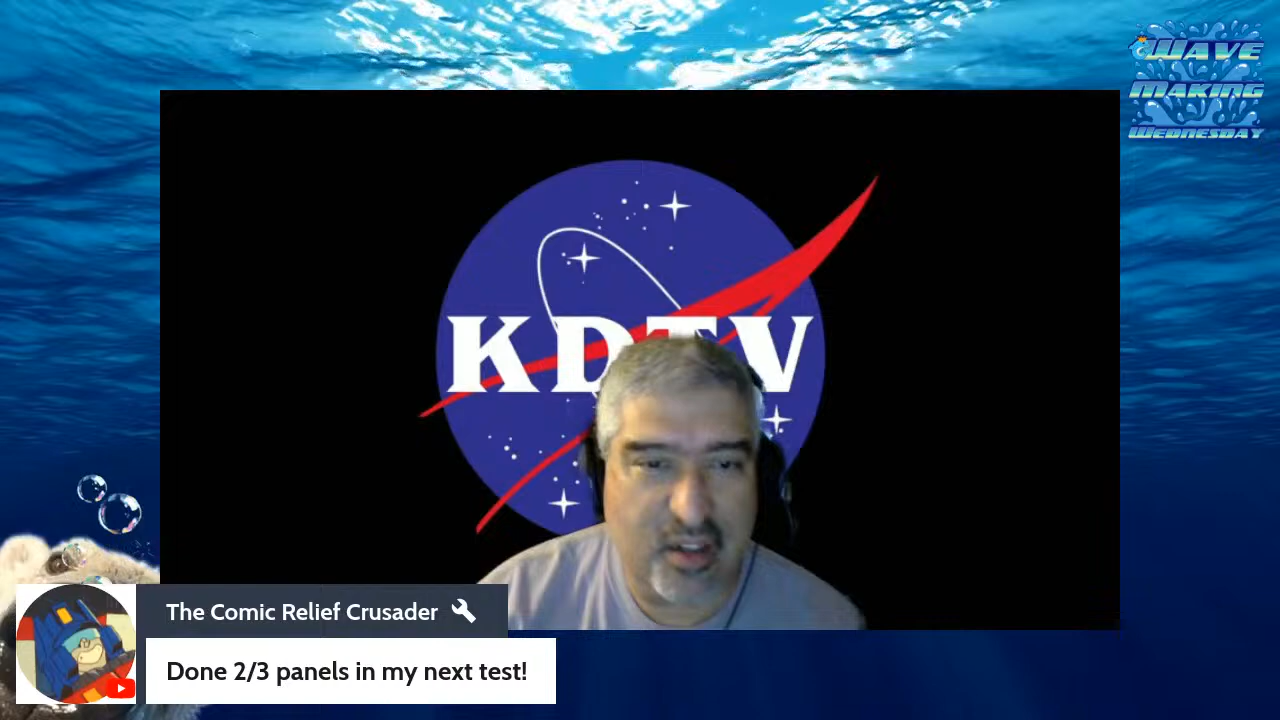 WAVE
MAKING
WEDNESDAY
KDTV
The Comic Relief Crusader
Done 2/3 panels in my next test!